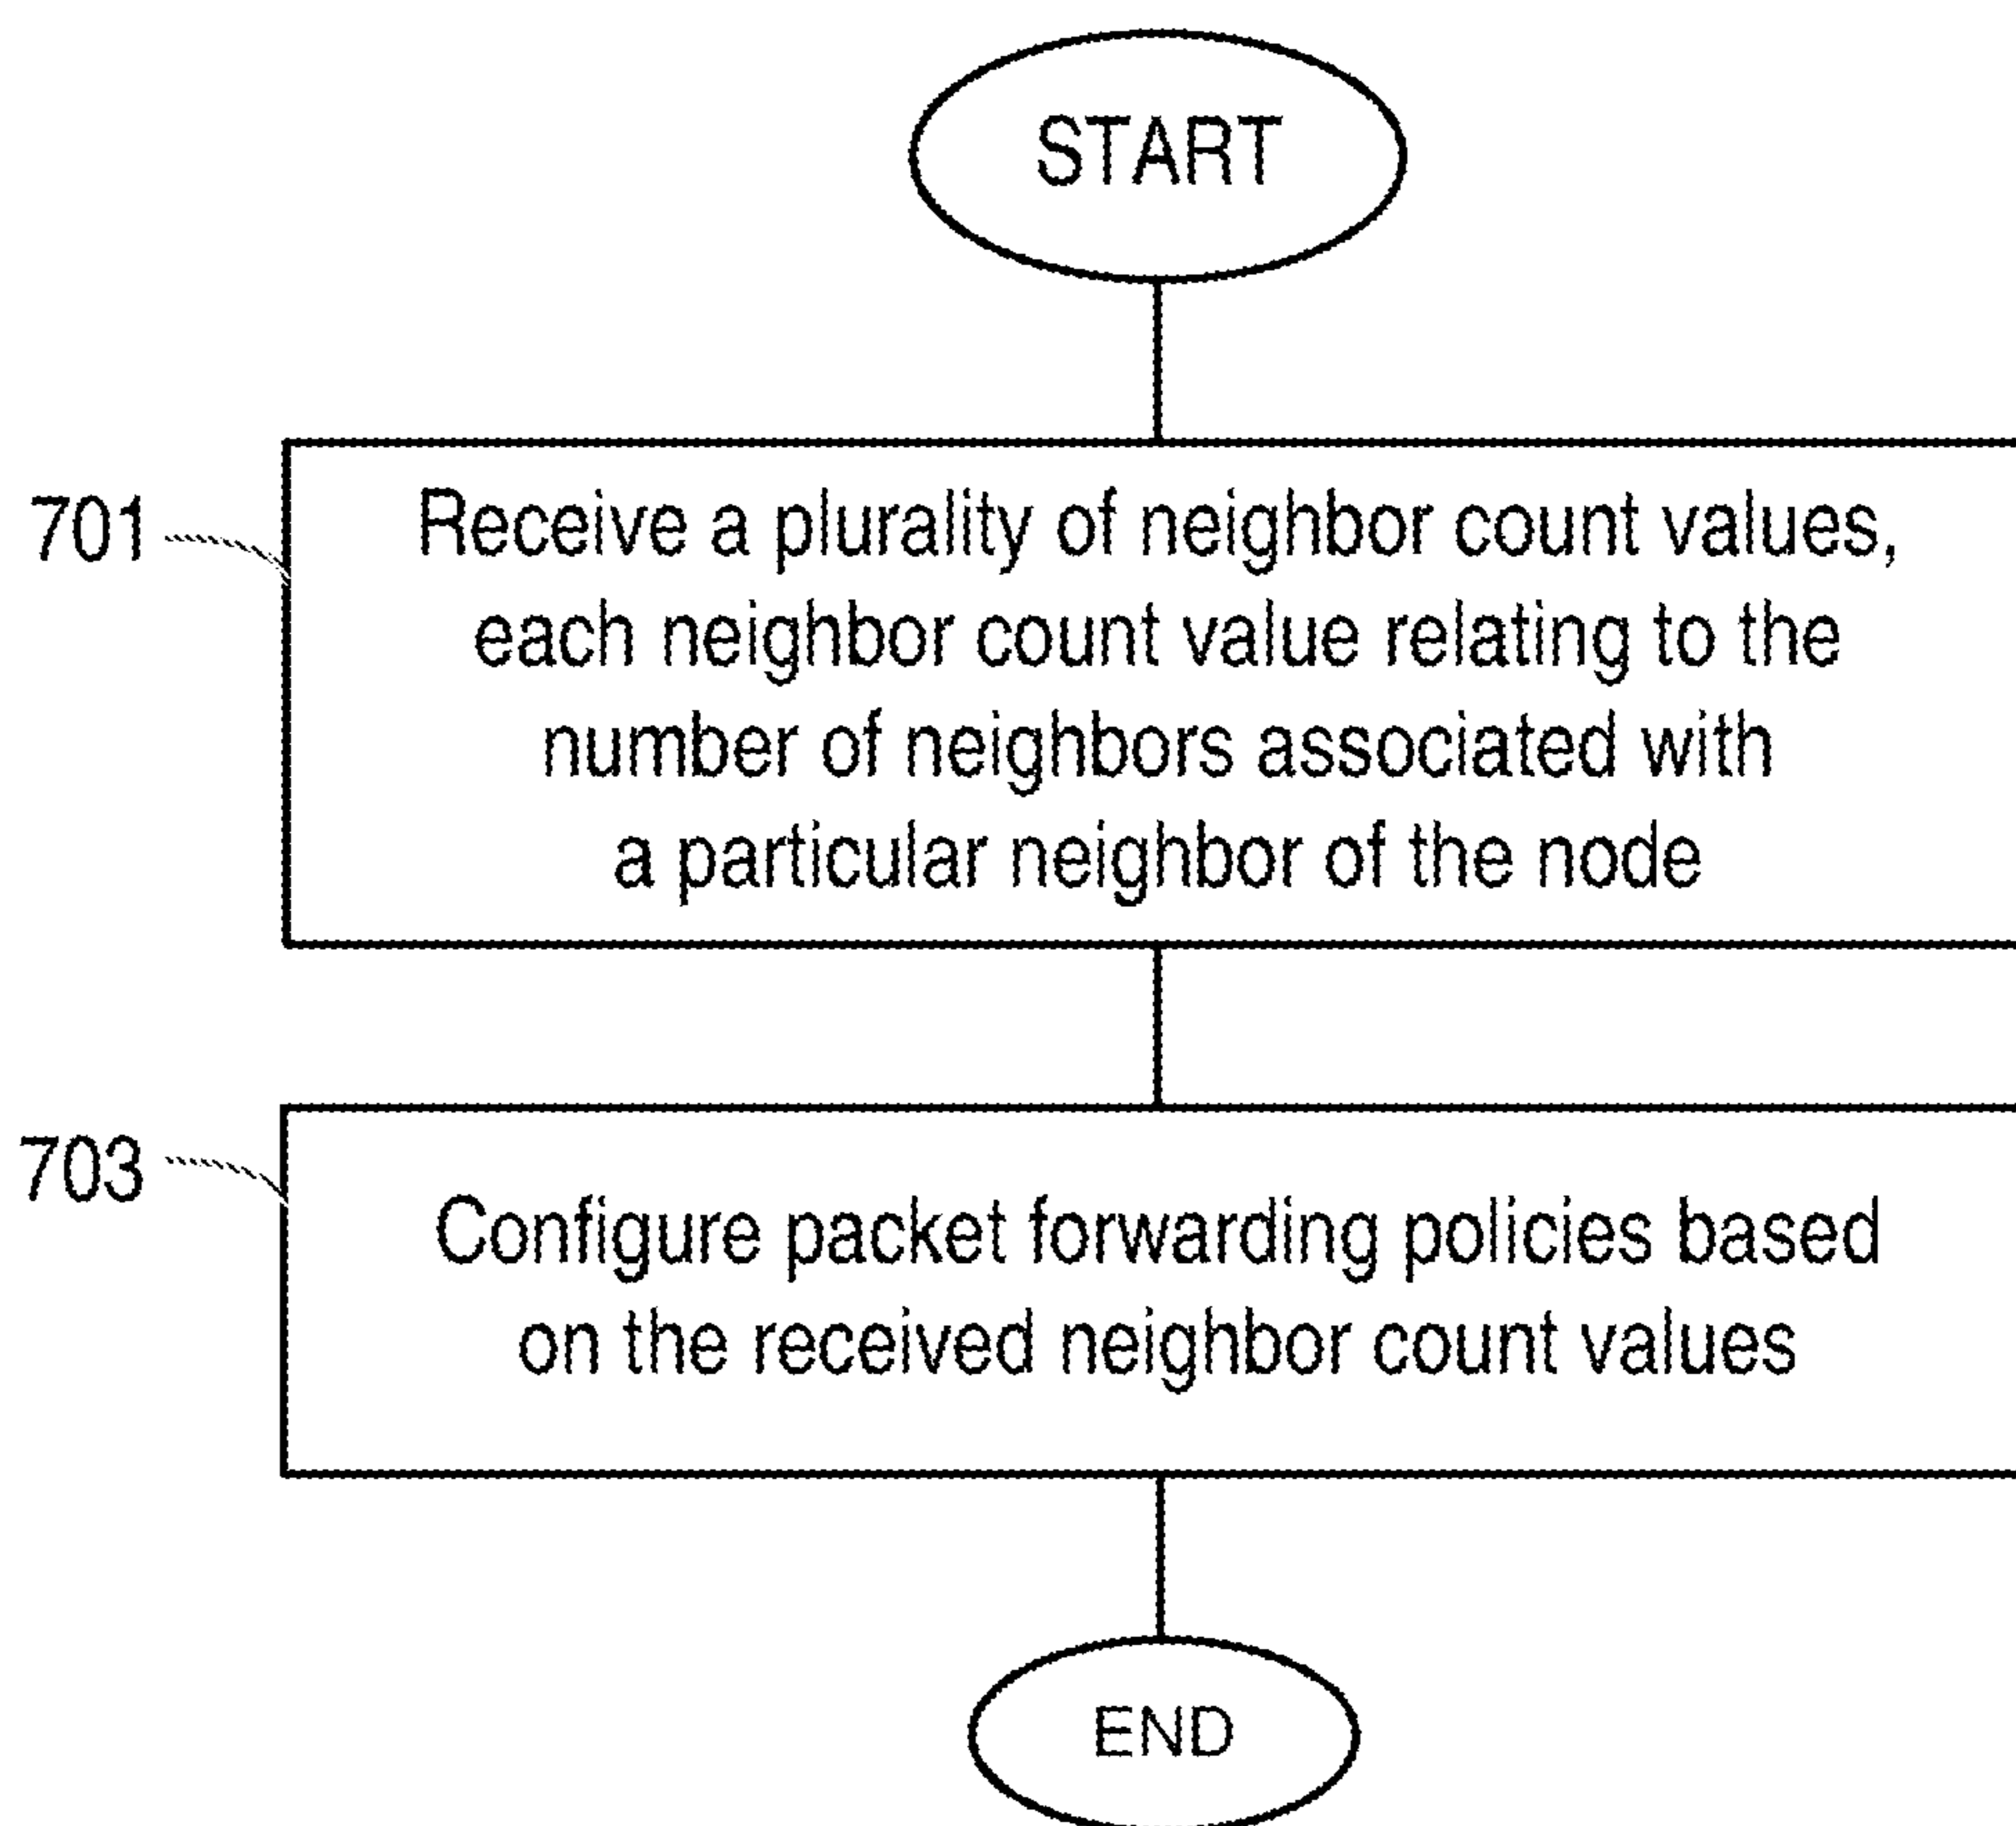 START
701
Receive a plurality of neighbor count values,
each neighbor count value relating to the
number of neighbors associated with
a particular neighbor of the node
703
Configure packet forwarding policies based
on the received neighbor count values
END